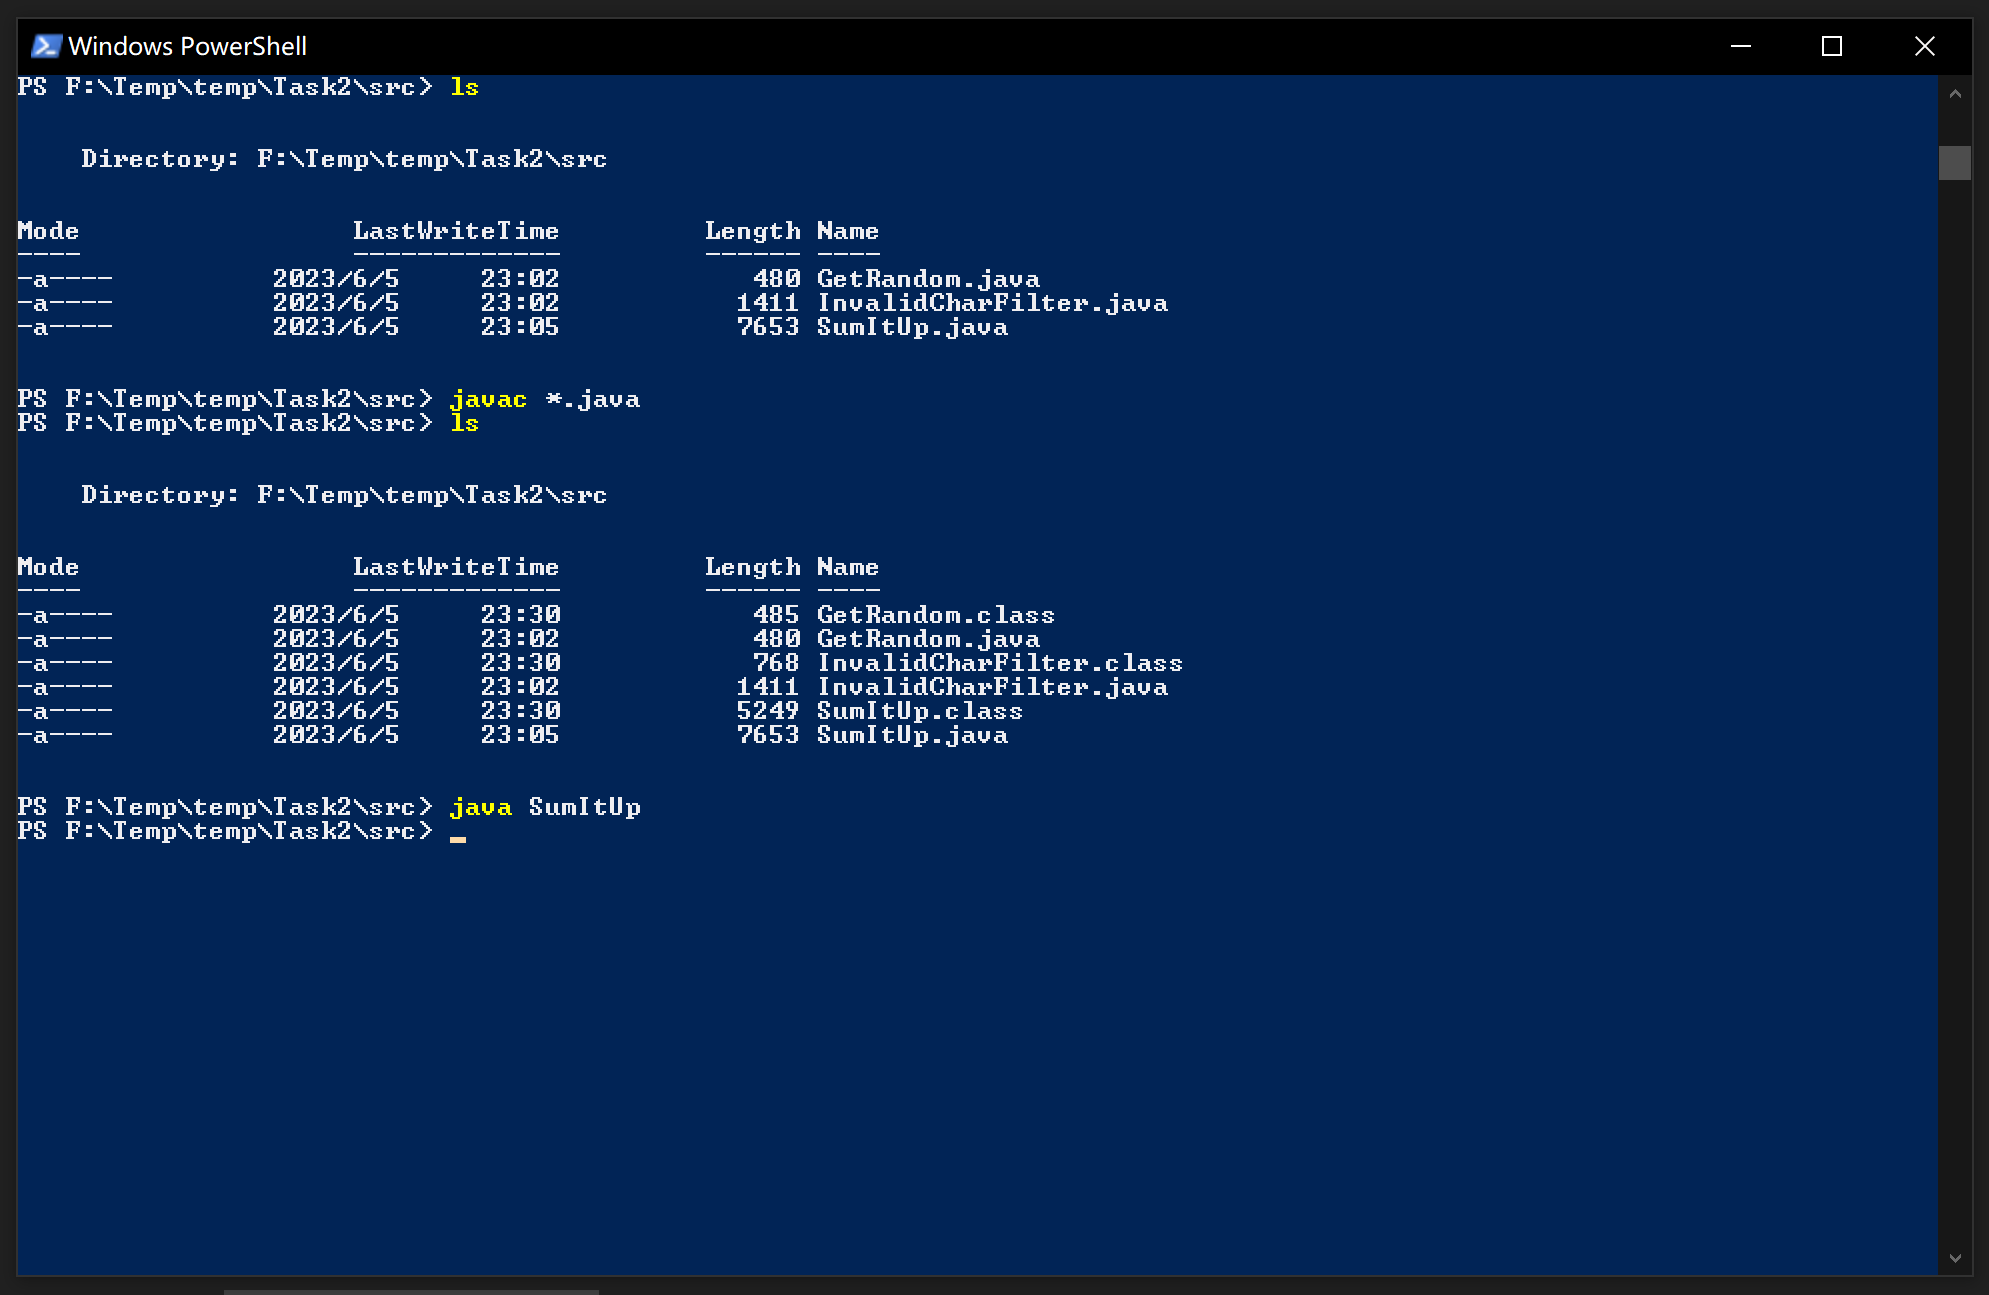 Windows PowerShell
PS F:\Temp\temp\Task2\src> ls
Directory: F:\Temp\temp\Task2\src
Mode LastWriteTime Length Name
---- ------------- ------ ----
-a---- 2023/6/5 23:02 480 GetRandom.java
-a---- 2023/6/5 23:02 1411 InvalidCharFilter.java
-a---- 2023/6/5 23:05 7653 SumItUp.java
PS F:\Temp\temp\Task2\src> javac *.java
PS F:\Temp\temp\Task2\src> ls
Directory: F:\Temp\temp\Task2\src
Mode LastWriteTime Length Name
---- ------------- ------ ----
-a---- 2023/6/5 23:30 485 GetRandom.class
-a---- 2023/6/5 23:02 480 GetRandom.java
-a---- 2023/6/5 23:30 768 InvalidCharFilter.class
-a---- 2023/6/5 23:02 1411 InvalidCharFilter.java
-a---- 2023/6/5 23:30 5249 SumItUp.class
-a---- 2023/6/5 23:05 7653 SumItUp.java
PS F:\Temp\temp\Task2\src> java SumItUp
PS F:\Temp\temp\Task2\src>